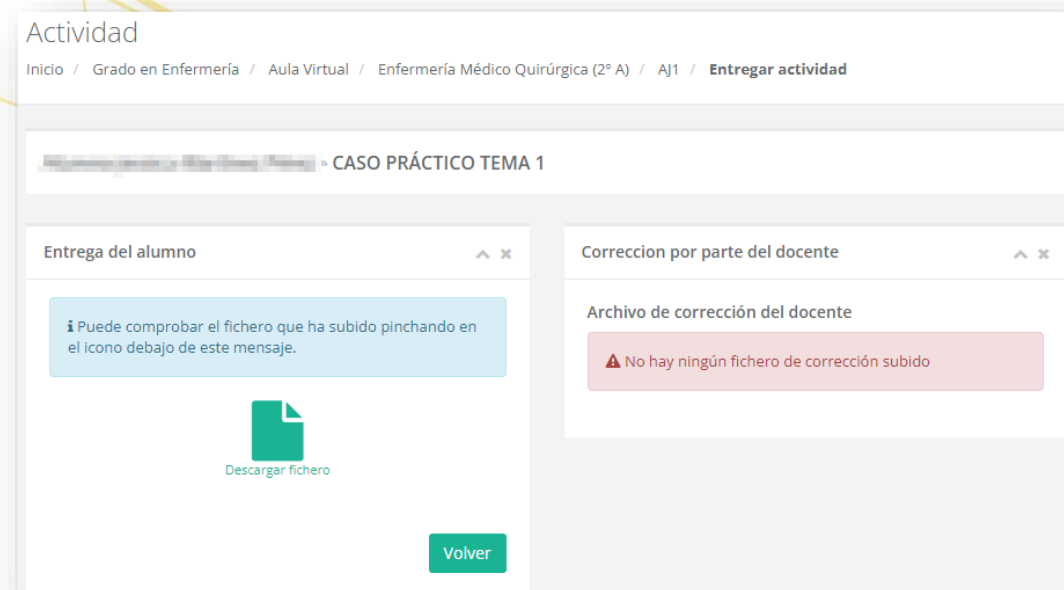 Actividad
Inicio / Grado en Enfermería / Aula Virtual / Enfermería Médico Quirúrgica (2º A) / AJ1 / Entregar actividad
- CASO PRÁCTICO TEMA 1
Entrega del alumno
Puede comprobar el fichero que ha subido pinchando en
el icono debajo de este mensaje.
Descargar fichero
Volver
Correccion por parte del docente
Archivo de corrección del docente
No hay ningún fichero de corrección subido